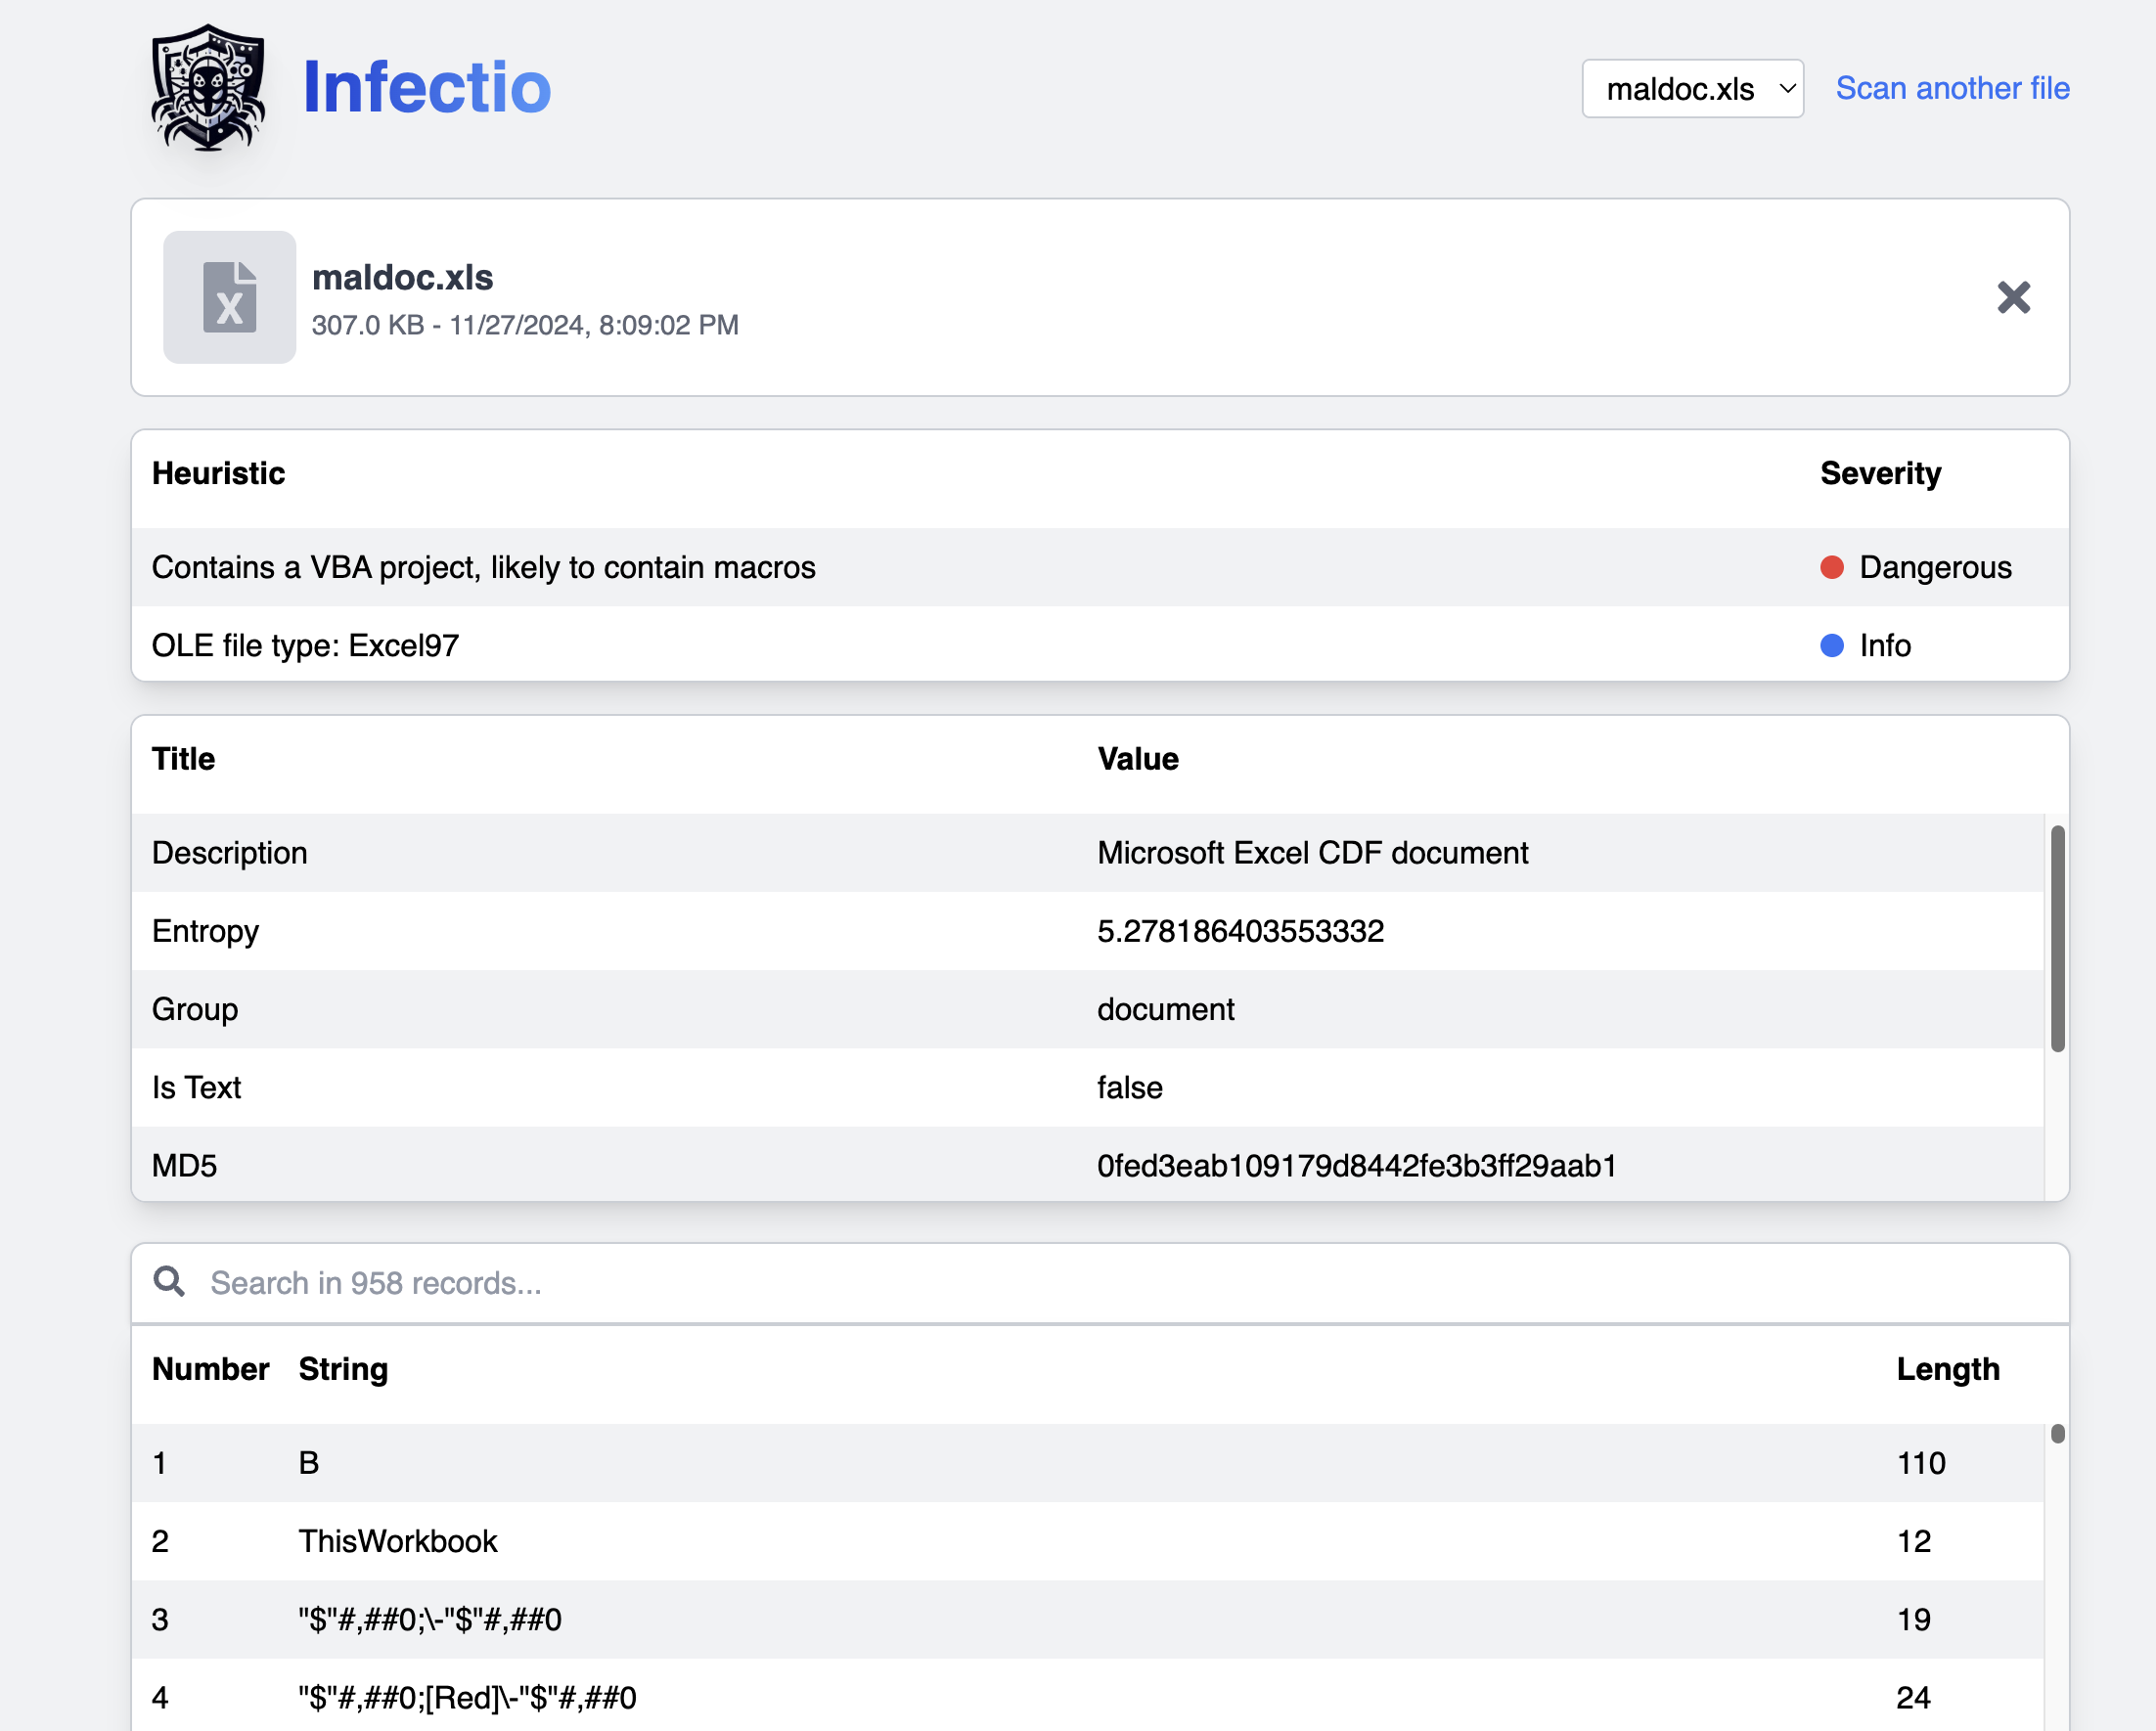 Infectio
maldoc.xls Scan another file
maldoc.xls
307.0 KB - 11/27/2024, 8:09:02 PM
Heuristic Severity
Contains a VBA project, likely to contain macros Dangerous
OLE file type: Excel97 Info
Title Value
Description Microsoft Excel CDF document
Entropy 5.278186403553332
Group document
Is Text false
MD5 0fed3eab109179d8442fe3b3ff29aab1
Search in 958 records...
Number String Length
1 B 110
2 ThisWorkbook 12
3 "$"#,##0;\-"$"#,##0 19
4 "$"#,##0;[Red]\-"$"#,##0 24